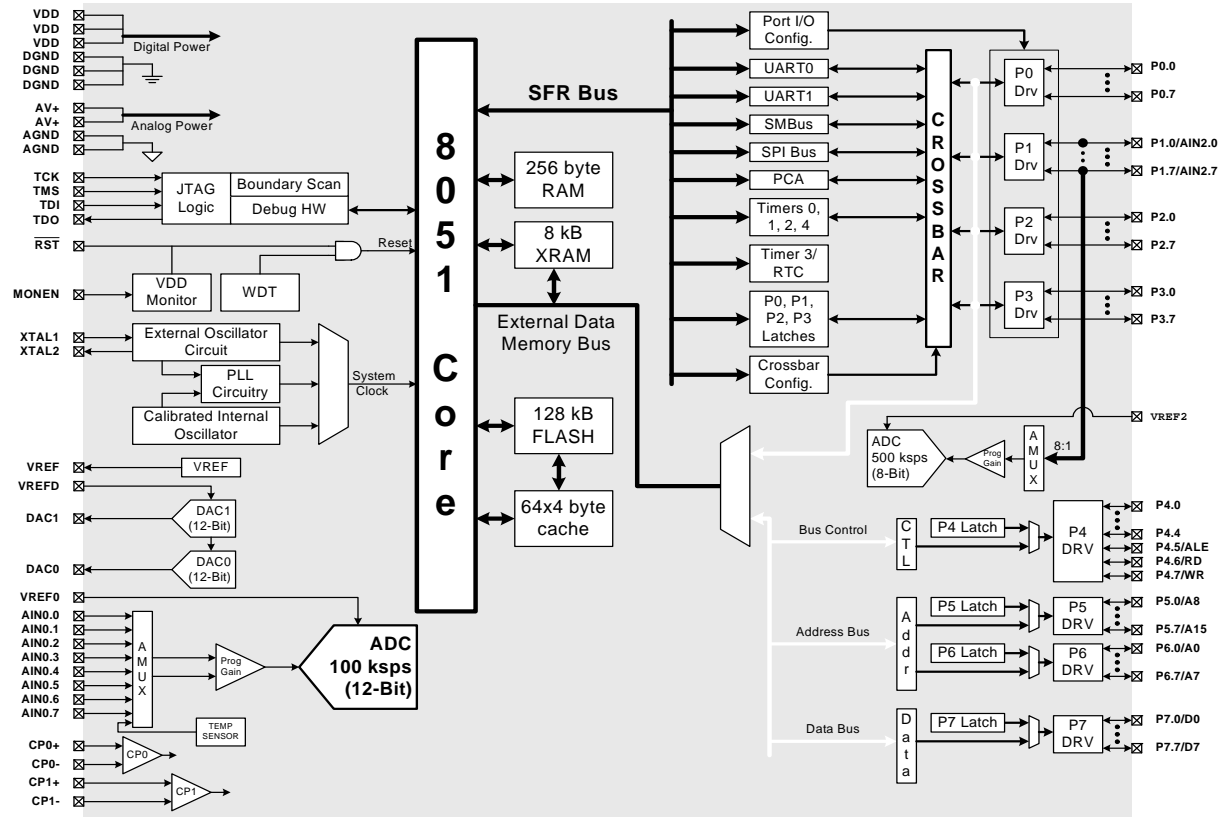 VDD
VDD
VDD
Digital Power
DGND
DGND
DGND
AV+
AV+
Analog Power
AGND
AGND
TCK
TMS
TDI
TDO
JTAG
Logic
Boundary Scan
Debug HW
RST
Reset
MONEN
VDD
Monitor
WDT
XTAL1
XTAL2
External Oscillator
Circuit
PLL
Circuitry
Calibrated Internal
Oscillator
System
Clock
VREF
VREF
VREFD
DAC1
DAC1
(12-Bit)
DAC0
DAC0
(12-Bit)
VREF0
AIN0.0
AIN0.1
AIN0.2
AIN0.3
AIN0.4
AIN0.5
AIN0.6
AIN0.7
AMUX
Prog
Gain
ADC
100 ksps
(12-Bit)
TEMP
SENSOR
CP0+
CP0-
CP0
CP1+
CP1-
CP1
8051 Core
SFR Bus
256 byte
RAM
8 kB
XRAM
External Data
Memory Bus
128 kB
FLASH
64x4 byte
cache
Port I/O
Config.
UART0
UART1
SMBus
SPI Bus
PCA
Timers 0,
1, 2, 4
Timer 3/
RTC
P0, P1,
P2, P3
Latches
Crossbar
Config.
CROSSBAR
P0
Drv
P1
Drv
P2
Drv
P3
Drv
P0.0
P0.7
P1.0/AIN2.0
P1.7/AIN2.7
P2.0
P2.7
P3.0
P3.7
VREF2
ADC
500 ksps
(8-Bit)
Prog
Gain
AMUX
8:1
Bus Control
CTL
P4 Latch
P4
DRV
P4.0
P4.4
P4.5/ALE
P4.6/RD
P4.7/WR
Address Bus
Addr
P5 Latch
P5
DRV
P5.0/A8
P5.7/A15
P6 Latch
P6
DRV
P6.0/A0
P6.7/A7
Data Bus
Data
P7 Latch
P7
DRV
P7.0/D0
P7.7/D7